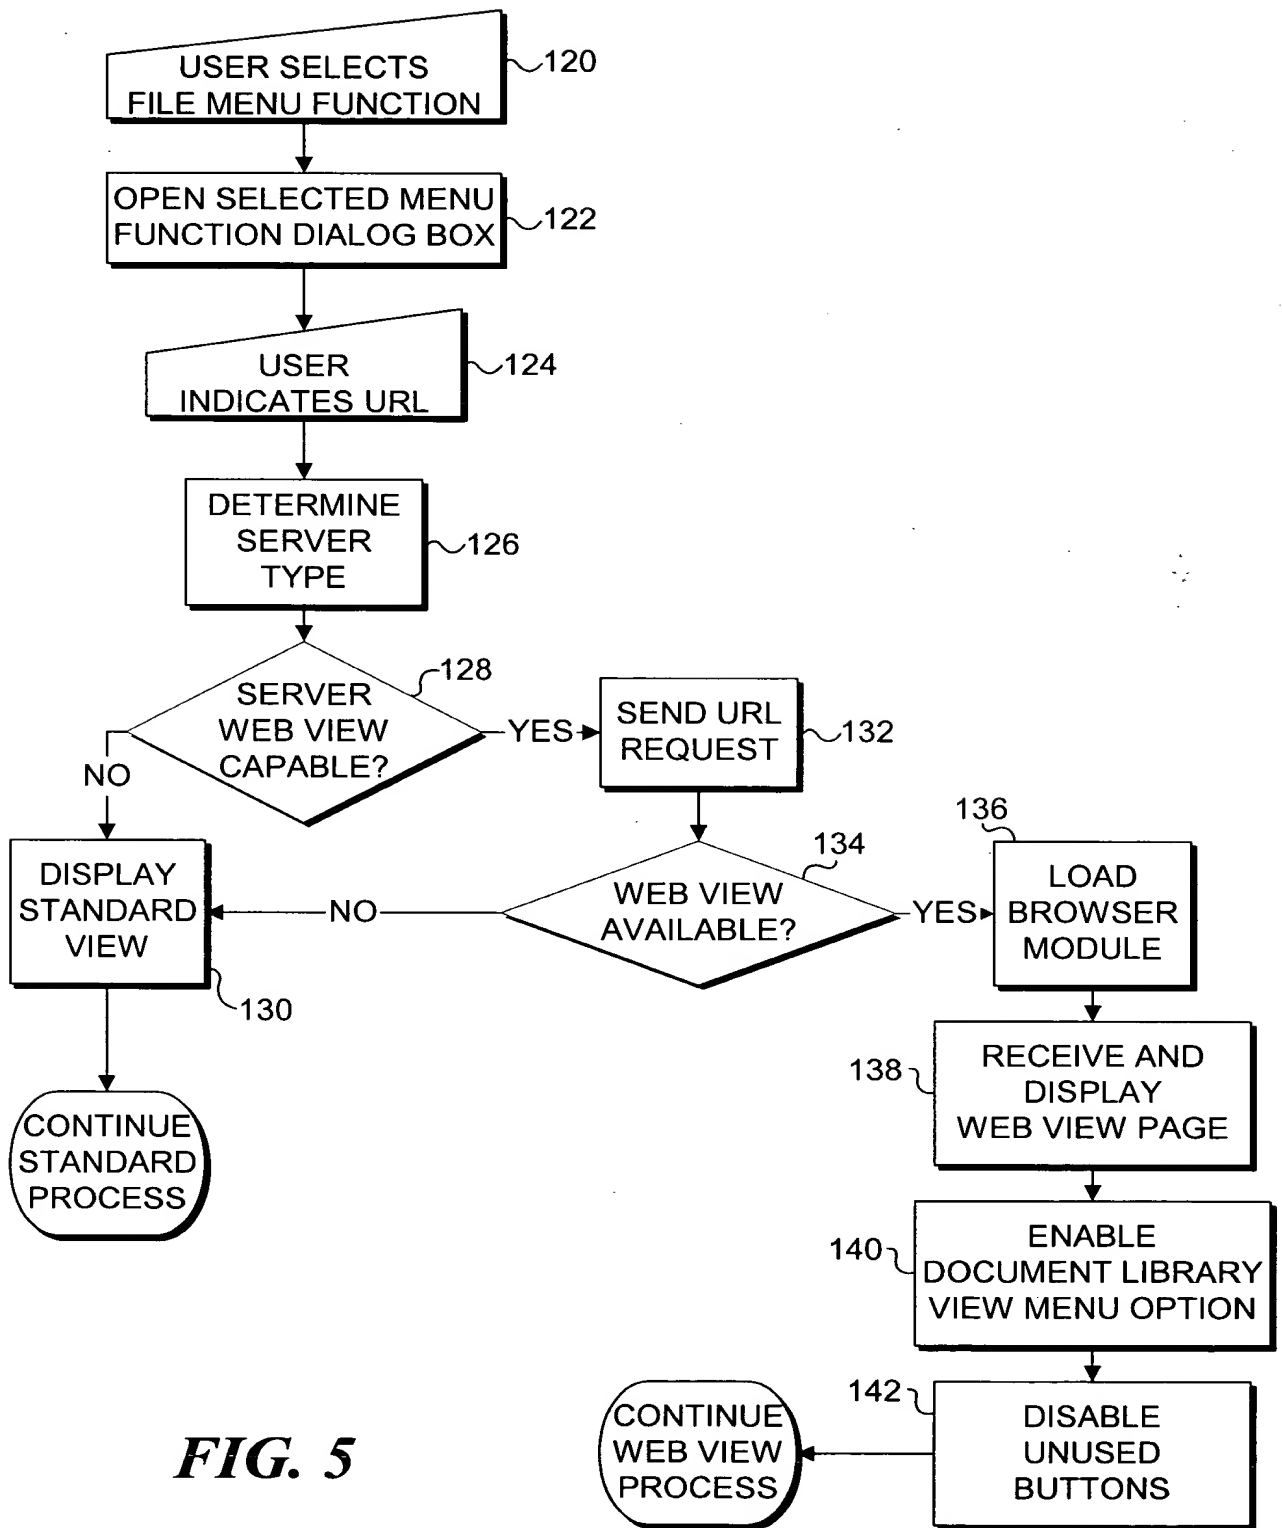 USER SELECTS
FILE MENU FUNCTION
120
OPEN SELECTED MENU
FUNCTION DIALOG BOX
122
USER
INDICATES URL
124
DETERMINE
SERVER
TYPE
126
SERVER
WEB VIEW
CAPABLE?
128
YES
NO
SEND URL
REQUEST
132
DISPLAY
STANDARD
VIEW
130
NO
WEB VIEW
AVAILABLE?
134
YES
136
LOAD
BROWSER
MODULE
CONTINUE
STANDARD
PROCESS
138
RECEIVE AND
DISPLAY
WEB VIEW PAGE
140
ENABLE
DOCUMENT LIBRARY
VIEW MENU OPTION
142
DISABLE
UNUSED
BUTTONS
CONTINUE
WEB VIEW
PROCESS
FIG. 5